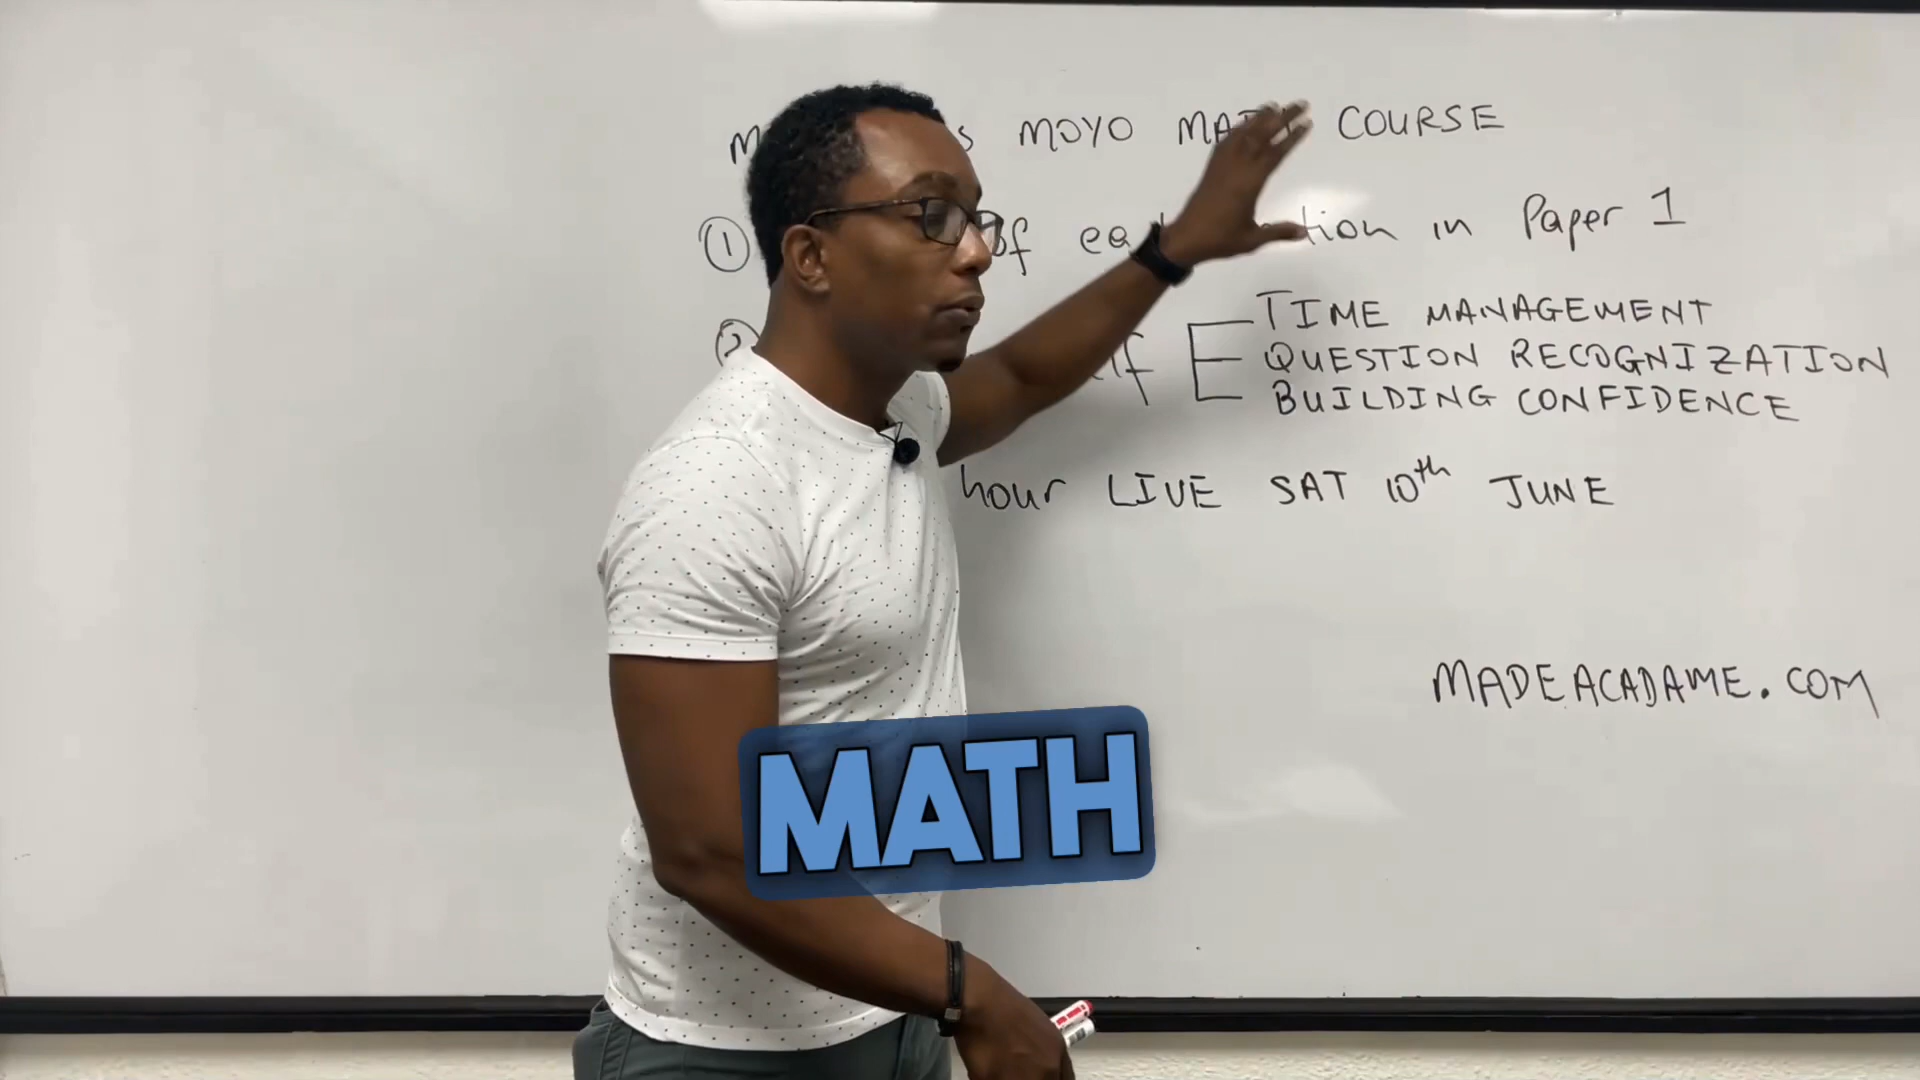 MOYO MATH COURSE
① of in Paper 1
② TIME MANAGEMENT
QUESTION RECOGNIZATION
BUILDING CONFIDENCE
hour LIVE SAT 10th JUNE
MADEACADAME.COM
MATH